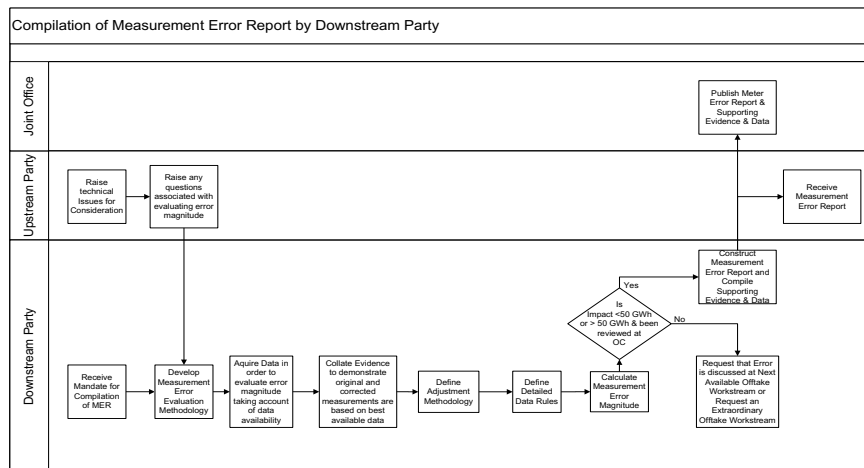 Compilation of Measurement Error Report by Downstream Party
Joint Office
Publish Meter
Error Report &
Supporting
Evidence & Data
Upstream Party
Raise
technical
Issues for
Consideration
Raise any
questions
associated with
evaluating error
magnitude
Receive
Measurement
Error Report
Downstream Party
Construct
Measurement
Error Report and
Compile
Supporting
Evidence & Data
Yes
Is
Impact <50 GWh
or > 50 GWh & been
reviewed at
OC
No
Receive
Mandate for
Compilation
of MER
Develop
Measurement
Error
Evaluation
Methodology
Aquire Data in
order to
evaluate error
magnitude
taking account
of data
availability
Collate Evidence
to demonstrate
original and
corrected
measurements are
based on best
available data
Define
Adjustment
Methodology
Define
Detailed
Data Rules
Calculate
Measurement
Error
Magnitude
Request that Error
is discussed at Next
Available Offtake
Workstream or
Request an
Extraordinary
Offtake Workstream